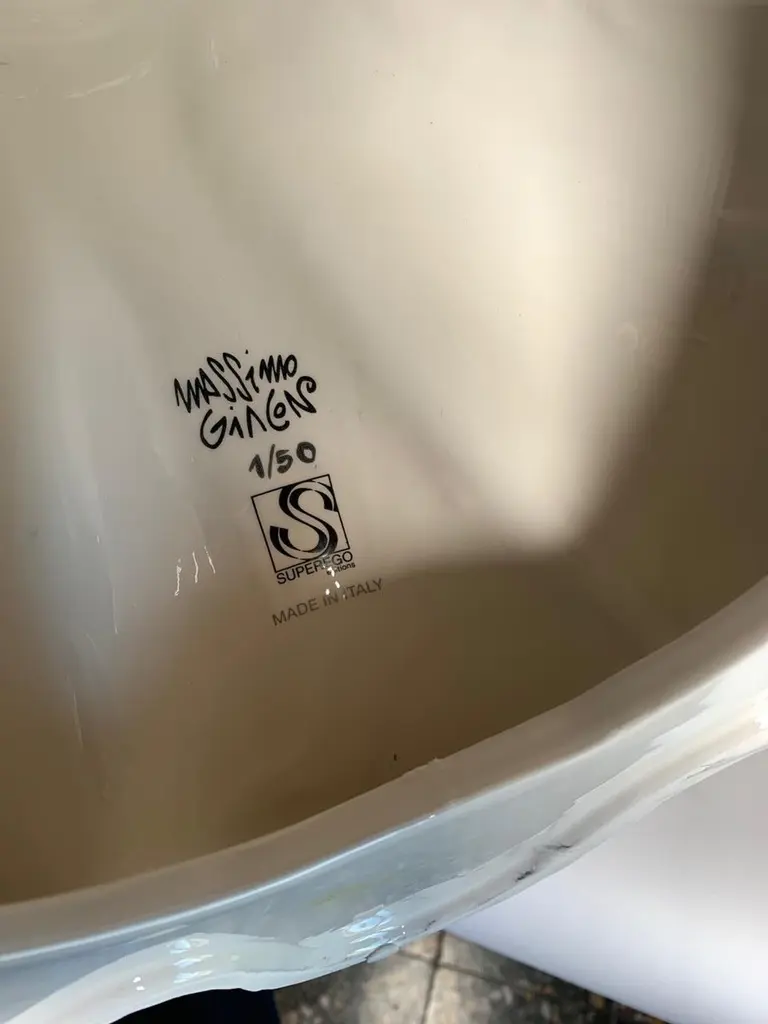 MASSIMO
GIACON
1/50
S
SUPEREGO
MADE IN ITALY